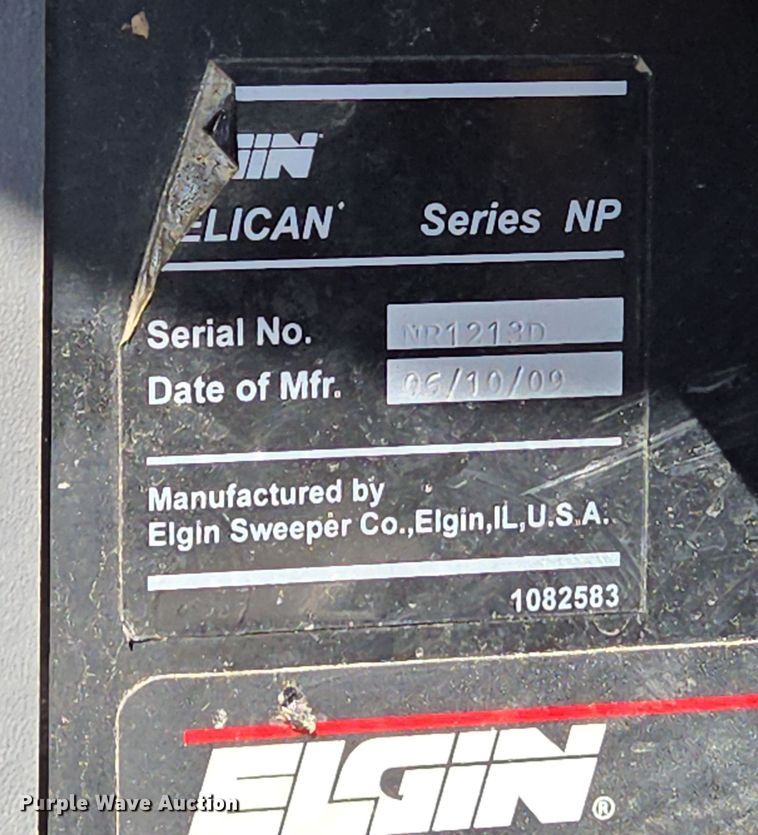 GIN
ELICAN Series NP
Serial No. NP1213D
Date of Mfr. 06/10/09
Manufactured by
Elgin Sweeper Co.,Elgin,IL,U.S.A.
1082583
ELGIN®
Purple Wave Auction